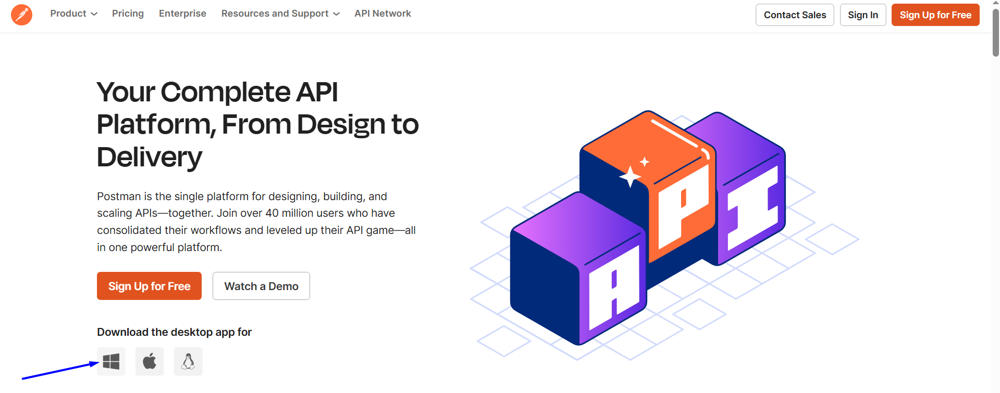 Product
Pricing
Enterprise
Resources and Support
API Network
Contact Sales
Sign In
Sign Up for Free
Your Complete API
Platform, From Design to
Delivery
Postman is the single platform for designing, building, and
scaling APIs—together. Join over 40 million users who have
consolidated their workflows and leveled up their API game—all
in one powerful platform.
Sign Up for Free
Watch a Demo
Download the desktop app for
A
P
I